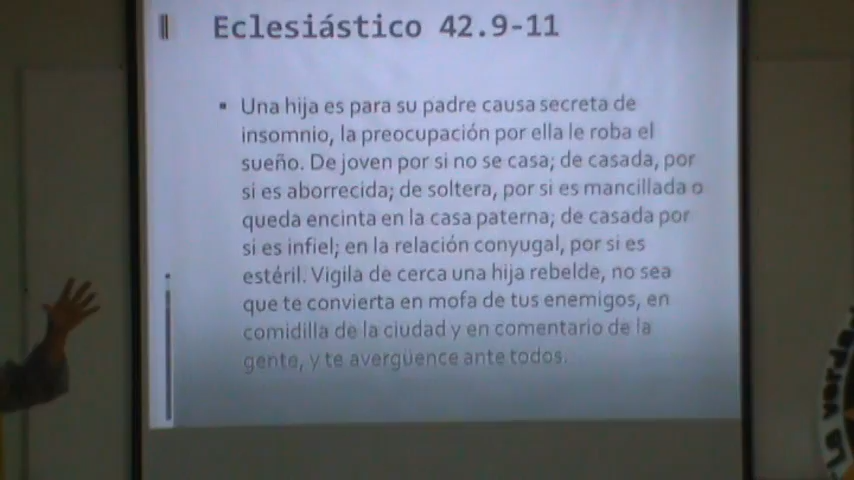 Eclesiástico 42.9-11
▪ Una hija es para su padre causa secreta de
insomnio, la preocupación por ella le roba el
sueño. De joven por si no se casa; de casada, por
si es aborrecida; de soltera, por si es mancillada o
queda encinta en la casa paterna; de casada por
si es infiel; en la relación conyugal, por si es
estéril. Vigila de cerca una hija rebelde, no sea
que te convierta en mofa de tus enemigos, en
comidilla de la ciudad y en comentario de la
gente, y te avergüence ante todos.